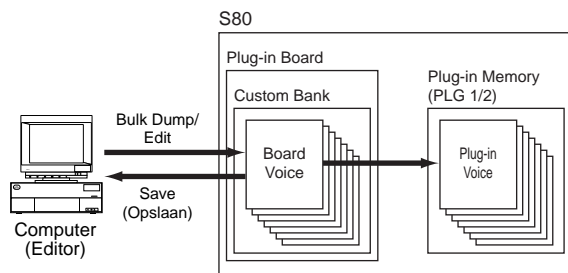 S80
Plug-in Board
Custom Bank
Board
Voice
Plug-in Memory
(PLG 1/2)
Plug-in
Voice
Bulk Dump/
Edit
Save
(Opslaan)
Computer
(Editor)